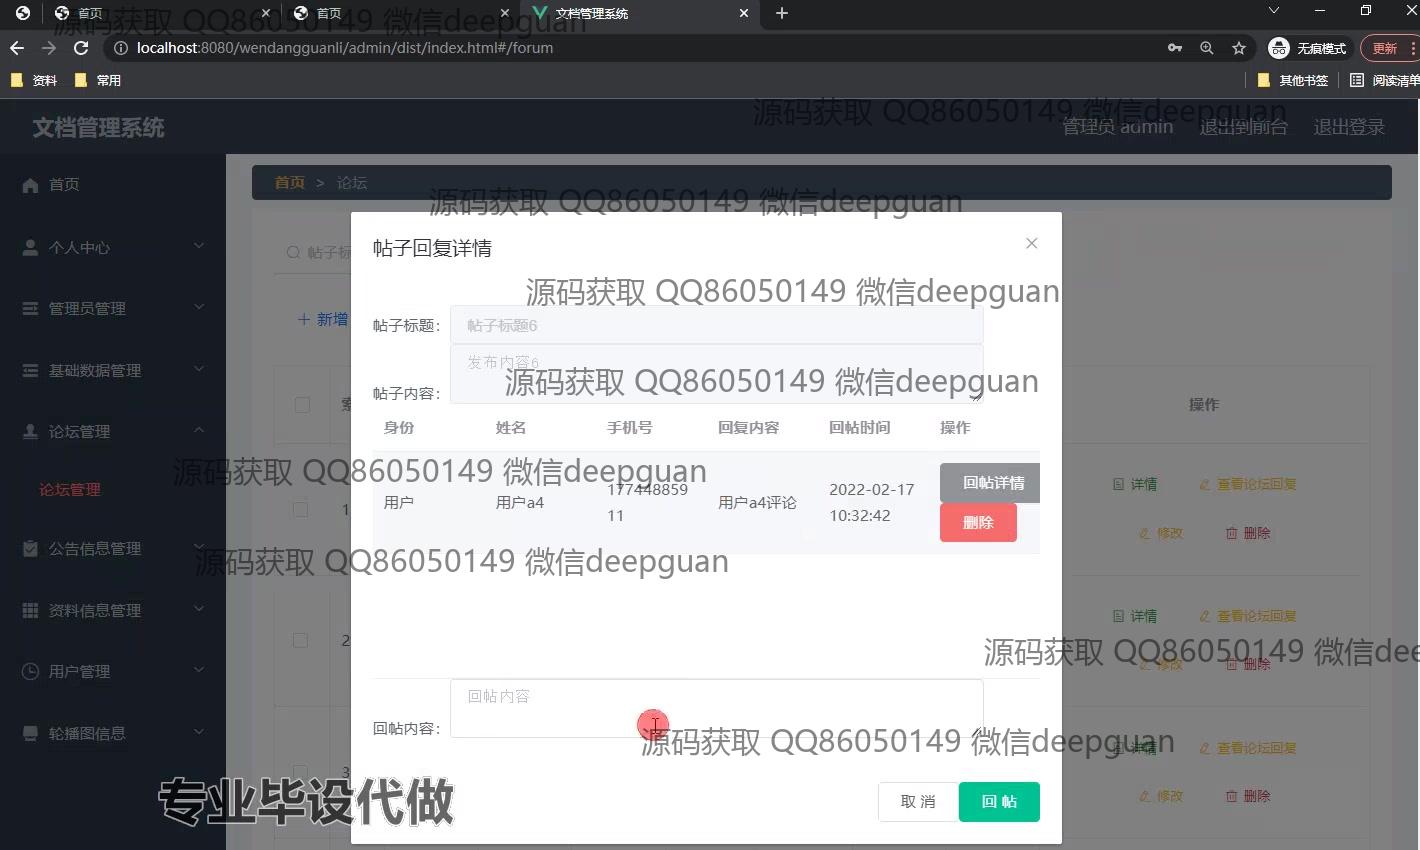 首页
首页
文档管理系统
localhost:8080/wendangguanli/admin/dist/index.html#/forum
无痕模式
更新
资料
常用
其他书签
阅读清单
源码获取 QQ86050149 微信deepguan
源码获取 QQ86050149 微信deepguan
文档管理系统
管理员 admin
退出到前台
退出登录
首页
首页 > 论坛
源码获取 QQ86050149 微信deepguan
帖子回复详情
个人中心
帖子标
源码获取 QQ86050149 微信deepguan
管理员管理
新增
帖子标题:
帖子标题6
发布内容6
基础数据管理
源码获取 QQ86050149 微信deepguan
帖子内容:
操作
论坛管理
身份
姓名
手机号
回复内容
回帖时间
操作
源码获取 QQ86050149 微信deepguan
论坛管理
用户
用户a4
177448859
11
用户a4评论
2022-02-17
10:32:42
回帖详情
删除
详情
查看论坛回复
修改
删除
公告信息管理
源码获取 QQ86050149 微信deepguan
资料信息管理
详情
查看论坛回复
源码获取 QQ86050149 微信dee
修改
删除
用户管理
回帖内容
回帖内容:
轮播图信息
源码获取 QQ86050149 微信deepguan
详情
查看论坛回复
修改
删除
专业毕设代做
取 消
回 帖